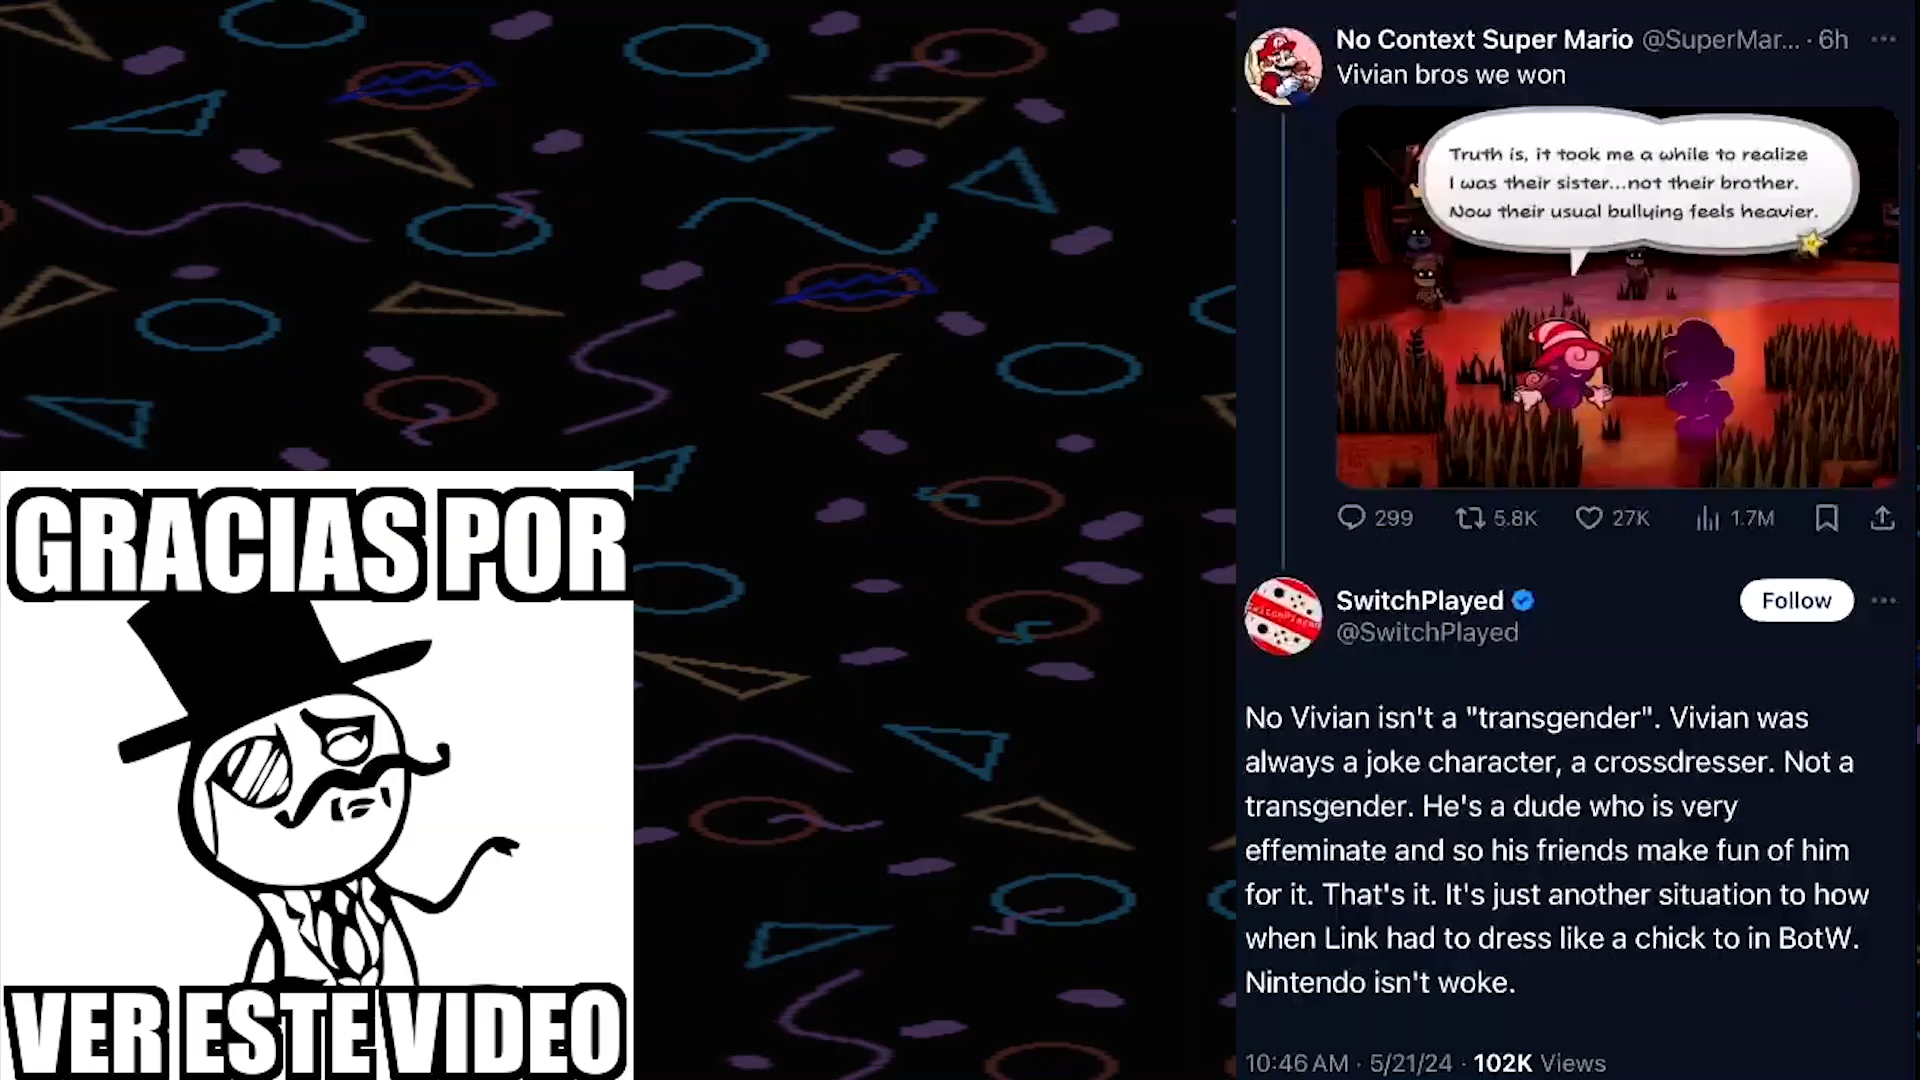 GRACIAS POR
VER ESTE VIDEO
No Context Super Mario @SuperMar... · 6h
Vivian bros we won
Truth is, it took me a while to realize
I was their sister...not their brother.
Now their usual bullying feels heavier.
299 5.8K 27K 1.7M
SwitchPlayed
@SwitchPlayed
Follow
No Vivian isn't a "transgender". Vivian was
always a joke character, a crossdresser. Not a
transgender. He's a dude who is very
effeminate and so his friends make fun of him
for it. That's it. It's just another situation to how
when Link had to dress like a chick to in BotW.
Nintendo isn't woke.
10:46 AM · 5/21/24 · 102K Views